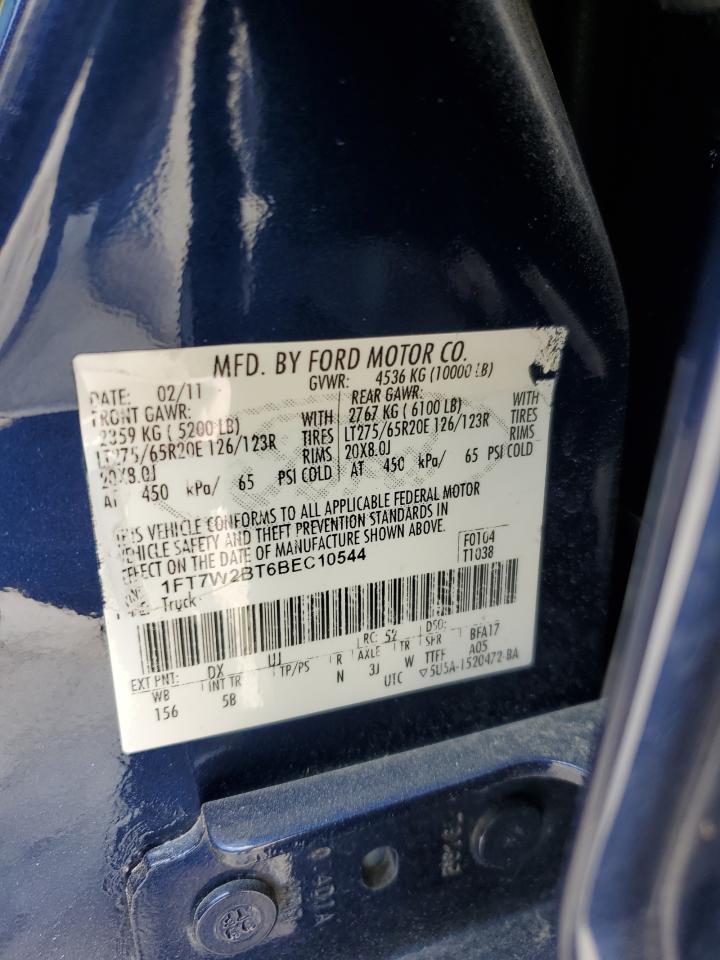 MFD. BY FORD MOTOR CO.
DATE: 02/11 GVWR: 4536 KG (10000 LB)
FRONT GAWR: REAR GAWR:
2359 KG ( 5200 LB) WITH 2767 KG ( 6100 LB) WITH
LT275/65R20E 126/123R TIRES LT275/65R20E 126/123R TIRES
20X8.0J RIMS 20X8.0J RIMS
AT 450 kPa/ 65 PSI COLD AT 450 kPa/ 65 PSI COLD
THIS VEHICLE CONFORMS TO ALL APPLICABLE FEDERAL MOTOR
VEHICLE SAFETY AND THEFT PREVENTION STANDARDS IN
EFFECT ON THE DATE OF MANUFACTURE SHOWN ABOVE.
1FT7W2BT6BEC10544 F0104
Truck T1038
EXT PNT: DX UJ RC: 52 DSO:
WB INT TR TP/PS R AXLE TR SPR BFA17
156 5B N 3J W TTFF A05
UTC ▽5U5A-1520472-BA